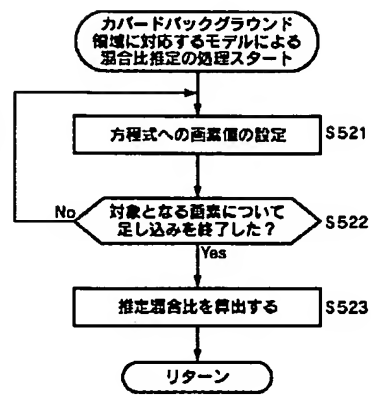 カバードバックグラウンド
領域に対応するモデルによる
混合比推定の処理スタート
方程式への画素値の設定
S521
対象となる画素について
足し込みを終了した?
S522
No
Yes
推定混合比を算出する
S523
リターン